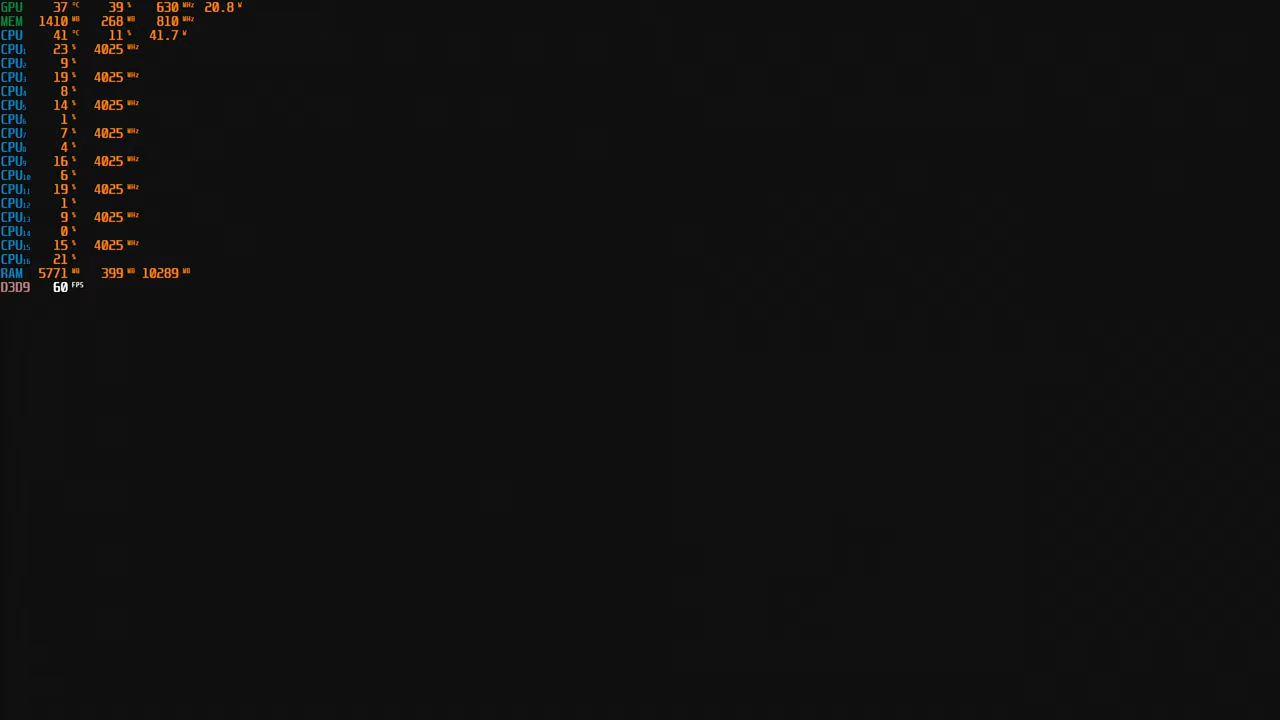 GPU 37 °C 39 % 630 MHz 20.8 W
MEM 1410 MB 268 MB 810 MHz
CPU 41 °C 11 % 41.7 W
CPU1 23 % 4025 MHz
CPU2 9 %
CPU3 19 % 4025 MHz
CPU4 8 %
CPU5 14 % 4025 MHz
CPU6 1 %
CPU7 7 % 4025 MHz
CPU8 4 %
CPU9 16 % 4025 MHz
CPU10 6 %
CPU11 19 % 4025 MHz
CPU12 1 %
CPU13 9 % 4025 MHz
CPU14 0 %
CPU15 15 % 4025 MHz
CPU16 21 %
RAM 5771 MB 399 MB 10289 MB
D3D9 60 FPS